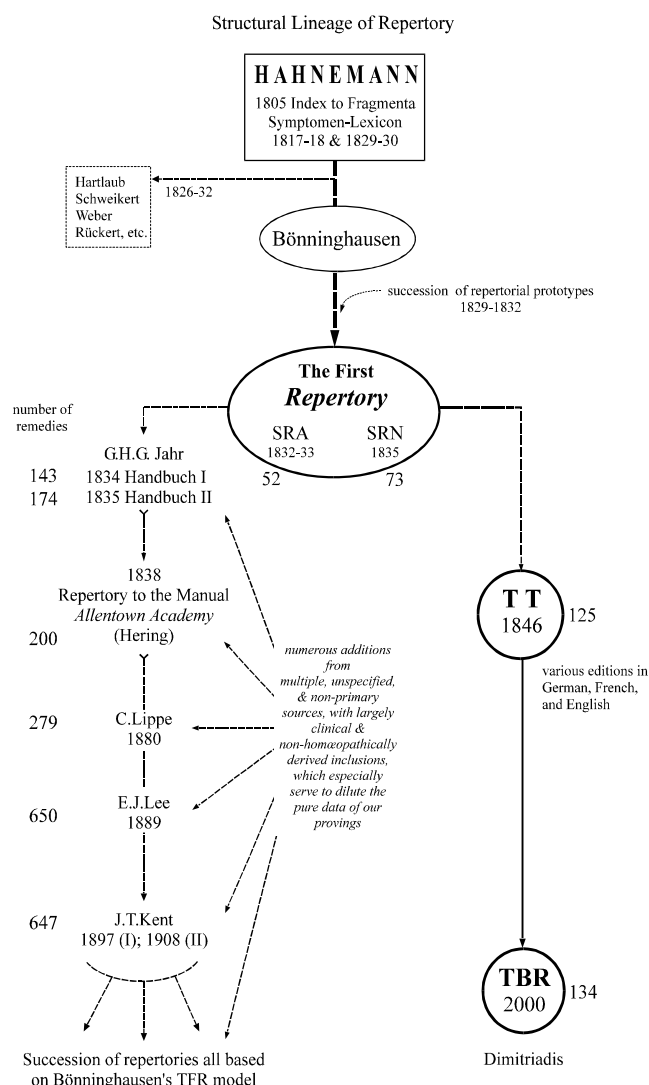 Structural Lineage of Repertory
HAHNEMANN
1805 Index to Fragmenta
Symptomen-Lexicon
1817-18 & 1829-30
Hartlaub
Schweikert
Weber
Rückert, etc.
1826-32
Bönninghausen
succession of repertorial prototypes
1829-1832
The First
Repertory
SRA
1832-33
52
SRN
1835
73
number of
remedies
G.H.G. Jahr
143
1834 Handbuch I
174
1835 Handbuch II
1838
Repertory to the Manual
Allentown Academy
(Hering)
200
279
C.Lippe
1880
650
E.J.Lee
1889
647
J.T.Kent
1897 (I); 1908 (II)
Succession of repertories all based
on Bönninghausen's TFR model
numerous additions
from
multiple, unspecified,
& non-primary
sources, with largely
clinical &
non-homœopathically
derived inclusions,
which especially
serve to dilute the
pure data of our
provings
T T
1846
125
various editions in
German, French,
and English
TBR
2000
134
Dimitriadis